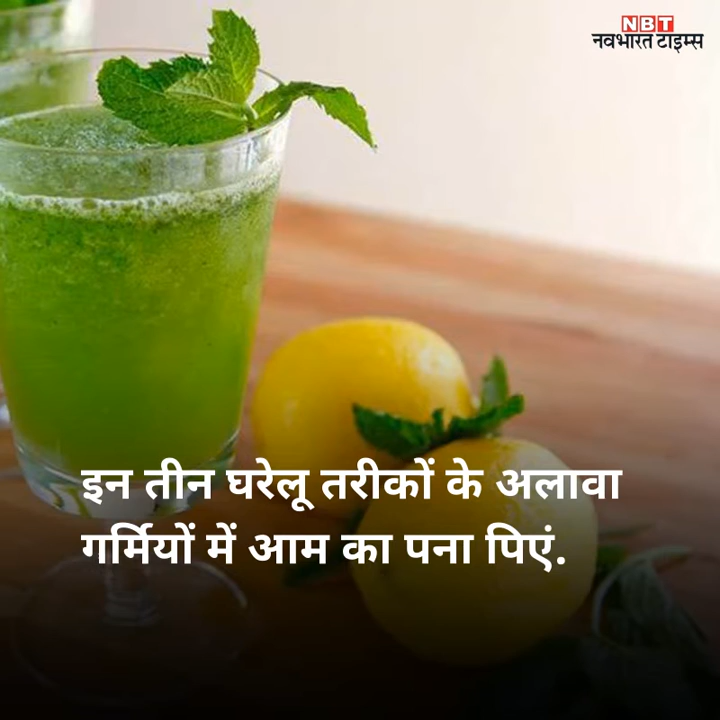 NBT
नवभारत टाइम्स
इन तीन घरेलू तरीकों के अलावा
गर्मियों में आम का पना पिएं.